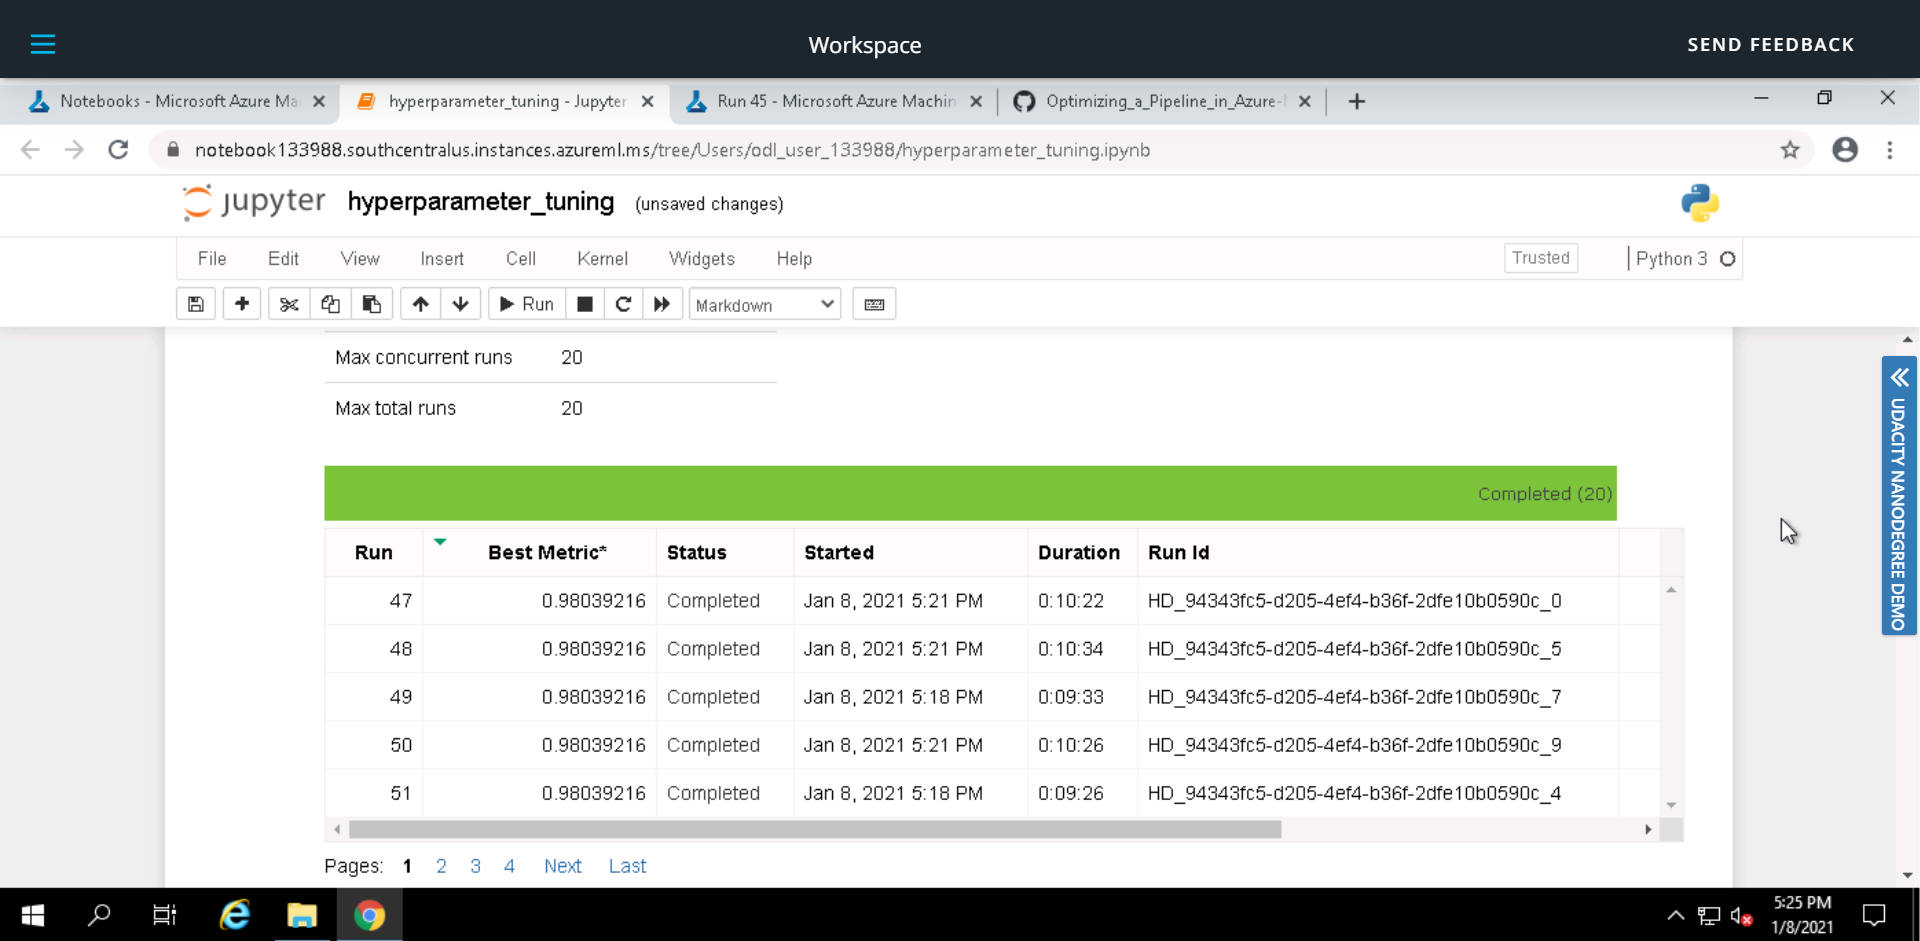 Workspace
SEND FEEDBACK
Notebooks - Microsoft Azure Ma
hyperparameter_tuning - Jupyter
Run 45 - Microsoft Azure Machin
Optimizing_a_Pipeline_in_Azure-
notebook133988.southcentralus.instances.azureml.ms/tree/Users/odl_user_133988/hyperparameter_tuning.ipynb
jupyter hyperparameter_tuning (unsaved changes)
File Edit View Insert Cell Kernel Widgets Help Trusted Python 3
Run Markdown
Max concurrent runs 20
Max total runs 20
Completed (20)
Run Best Metric* Status Started Duration Run Id
47 0.98039216 Completed Jan 8, 2021 5:21 PM 0:10:22 HD_94343fc5-d205-4ef4-b36f-2dfe10b0590c_0
48 0.98039216 Completed Jan 8, 2021 5:21 PM 0:10:34 HD_94343fc5-d205-4ef4-b36f-2dfe10b0590c_5
49 0.98039216 Completed Jan 8, 2021 5:18 PM 0:09:33 HD_94343fc5-d205-4ef4-b36f-2dfe10b0590c_7
50 0.98039216 Completed Jan 8, 2021 5:21 PM 0:10:26 HD_94343fc5-d205-4ef4-b36f-2dfe10b0590c_9
51 0.98039216 Completed Jan 8, 2021 5:18 PM 0:09:26 HD_94343fc5-d205-4ef4-b36f-2dfe10b0590c_4
Pages: 1 2 3 4 Next Last
UDACITY NANODEGREE DEMO
5:25 PM
1/8/2021